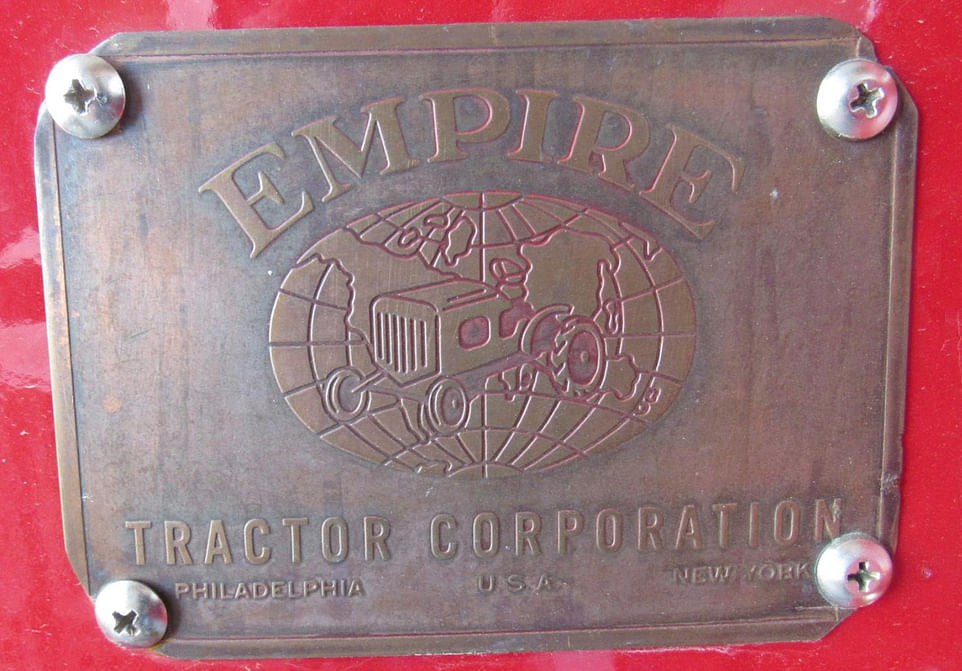 EMPIRE
TRACTOR CORPORATION
PHILADELPHIA U.S.A. NEW YORK